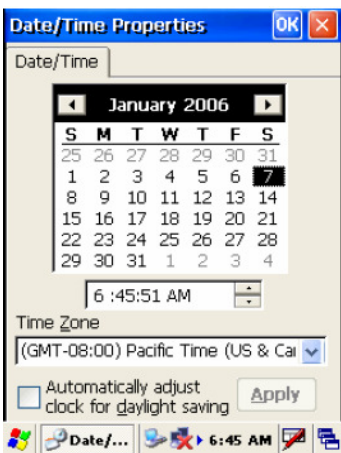 Date/Time Properties OK
Date/Time
January 2006
S M T W T F S
25 26 27 28 29 30 31
1 2 3 4 5 6 7
8 9 10 11 12 13 14
15 16 17 18 19 20 21
22 23 24 25 26 27 28
29 30 31 1 2 3 4
6 :45:51 AM
Time Zone
(GMT-08:00) Pacific Time (US & Ca
Automatically adjust
clock for daylight saving
Apply
Date/... 6:45 AM